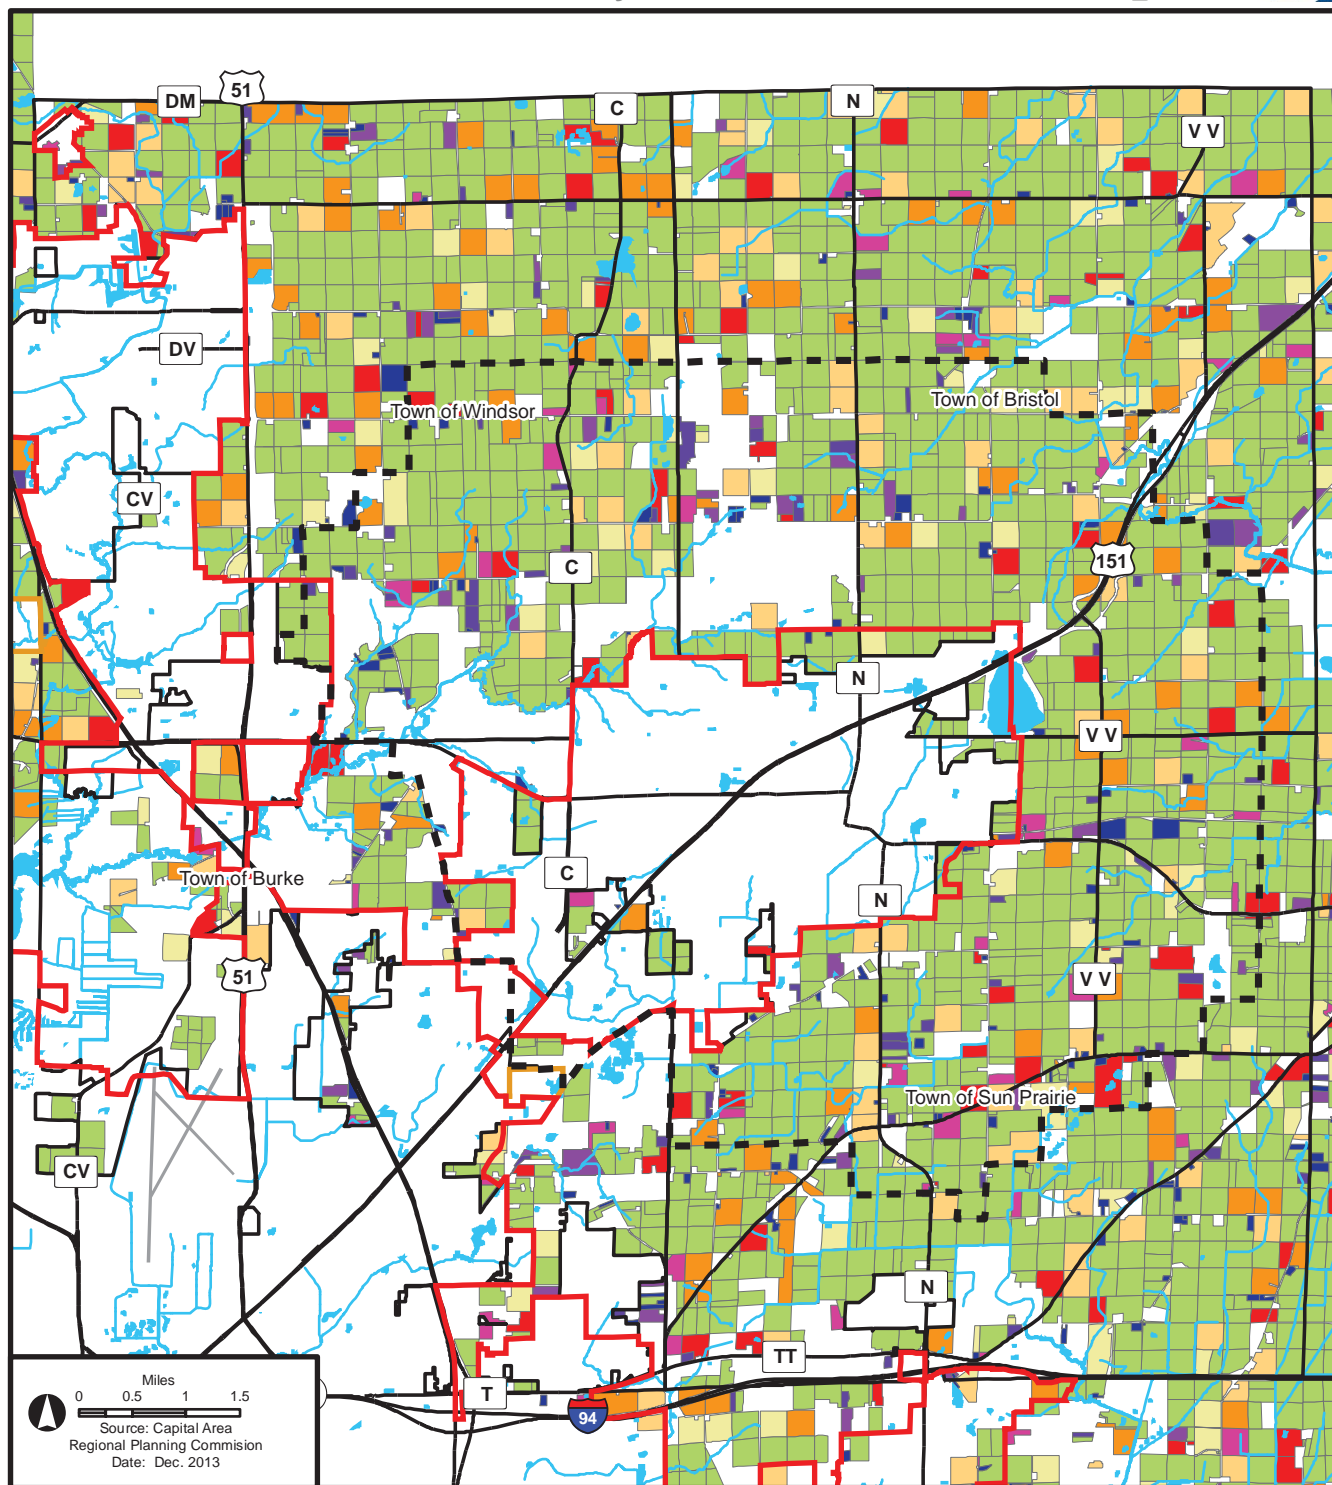 DM
51
C
N
V V
DV
Town of Windsor
Town of Bristol
CV
151
C
N
V V
C
Town of Burke
N
51
V V
Town of Sun Prairie
CV
N
TT
T
94
Miles
0 0.5 1 1.5
Source: Capital Area
Regional Planning Commision
Date: Dec. 2013